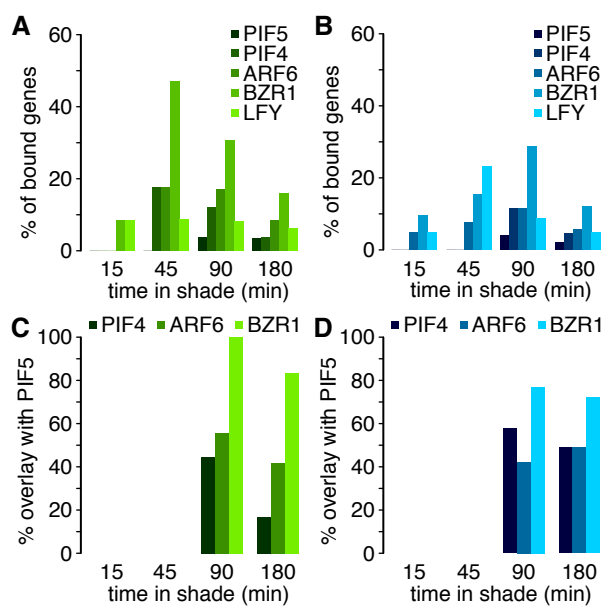 A
% of bound genes
60
40
20
0
PIF5
PIF4
ARF6
BZR1
LFY
15 45 90 180
time in shade (min)
B
% of bound genes
60
40
20
0
PIF5
PIF4
ARF6
BZR1
LFY
15 45 90 180
time in shade (min)
C
PIF4 ARF6 BZR1
% overlay with PIF5
100
80
60
40
20
0
15 45 90 180
time in shade (min)
D
PIF4 ARF6 BZR1
% overlay with PIF5
100
80
60
40
20
0
15 45 90 180
time in shade (min)